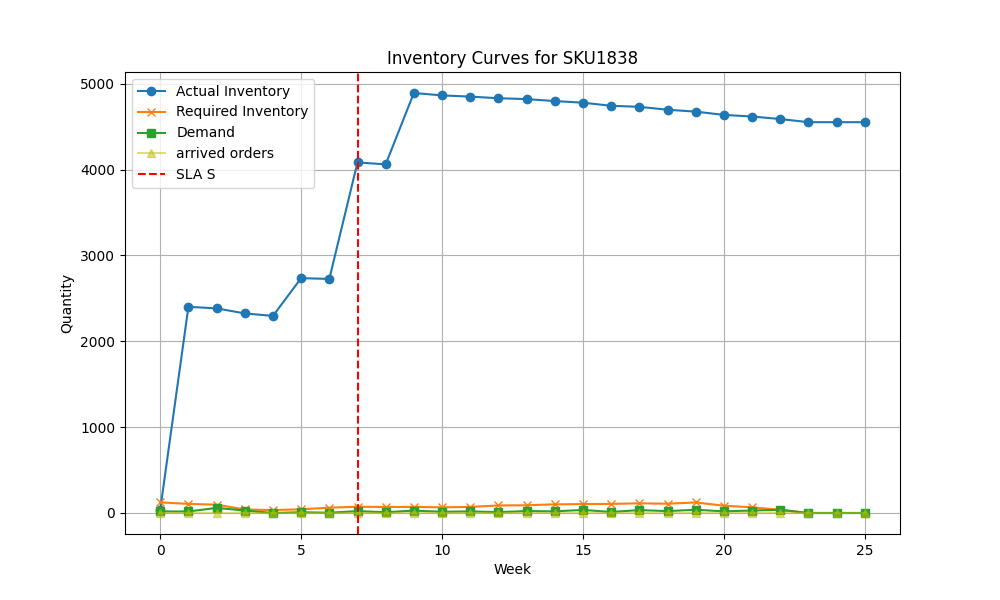 Inventory Curves for SKU1838
Actual Inventory
Required Inventory
Demand
arrived orders
SLA S
Quantity
5000
4000
3000
2000
1000
0
0 5 10 15 20 25
Week